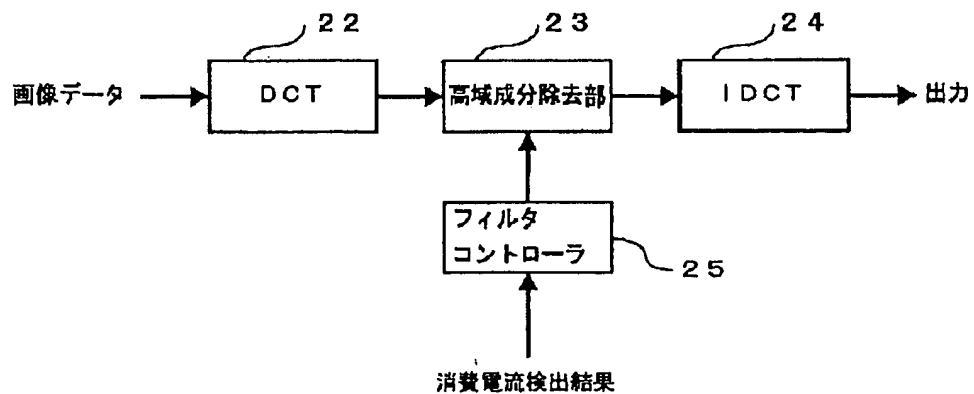 ２２
２３
２４
画像データ
ＤＣＴ
高域成分除去部
ＩＤＣＴ
出力
フィルタ
コントローラ
２５
消費電流検出結果